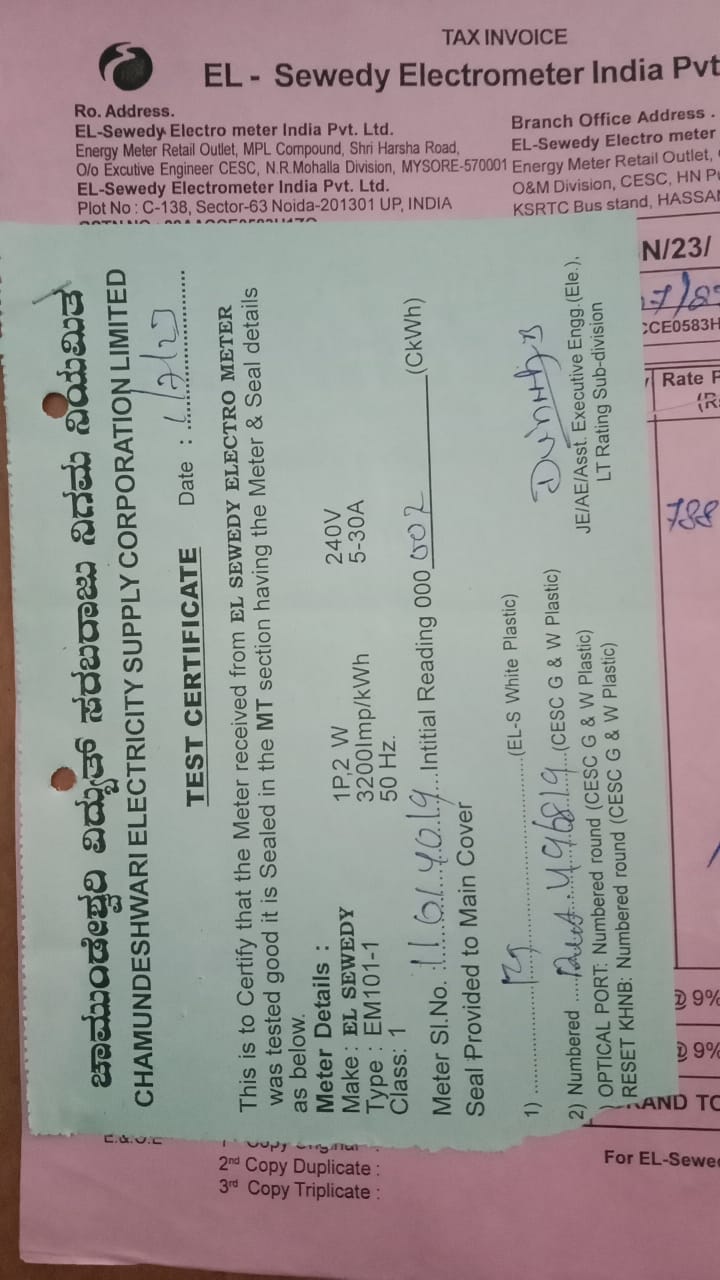 TAX INVOICE
EL - Sewedy Electrometer India Pvt
Ro. Address.
EL-Sewedy Electro meter India Pvt. Ltd.
Energy Meter Retail Outlet, MPL Compound, Shri Harsha Road,
O/o Excutive Engineer CESC, N.R.Mohalla Division, MYSORE-570001
EL-Sewedy Electrometer India Pvt. Ltd.
Plot No : C-138, Sector-63 Noida-201301 UP, INDIA
Branch Office Address .
EL-Sewedy Electro meter
Energy Meter Retail Outlet,
O&M Division, CESC, HN
KSRTC Bus stand, HASSA
N/23/
CCE0583H
Rate
788
ಚಾಮುಂಡೇಶ್ವರಿ ವಿದ್ಯುತ್ ಸರಬರಾಜು ನಿಗಮ ನಿಯಮಿತ
CHAMUNDESHWARI ELECTRICITY SUPPLY CORPORATION LIMITED
TEST CERTIFICATE Date :
This is to Certify that the Meter received from EL SEWEDY ELECTRO METER
was tested good it is Sealed in the MT section having the Meter & Seal details
as below.
Meter Details :
Make : EL SEWEDY 1P,2 W 240V
Type : EM101-1 3200Imp/kWh 5-30A
Class: 1 50 Hz.
Meter Sl.No. :11614019...Intitial Reading 000002 (CkWh)
Seal Provided to Main Cover
1) (EL-S White Plastic)
2) Numbered 496819 (CESC G & W Plastic)
) OPTICAL PORT: Numbered round (CESC G & W Plastic)
RESET KHNB: Numbered round (CESC G & W Plastic)
JE/AE/Asst. Executive Engg.(Ele.),
LT Rating Sub-division
@ 9%
@ 9%
RAND TO
E.& O.E
2nd Copy Duplicate :
3rd Copy Triplicate :
For EL-Sewed